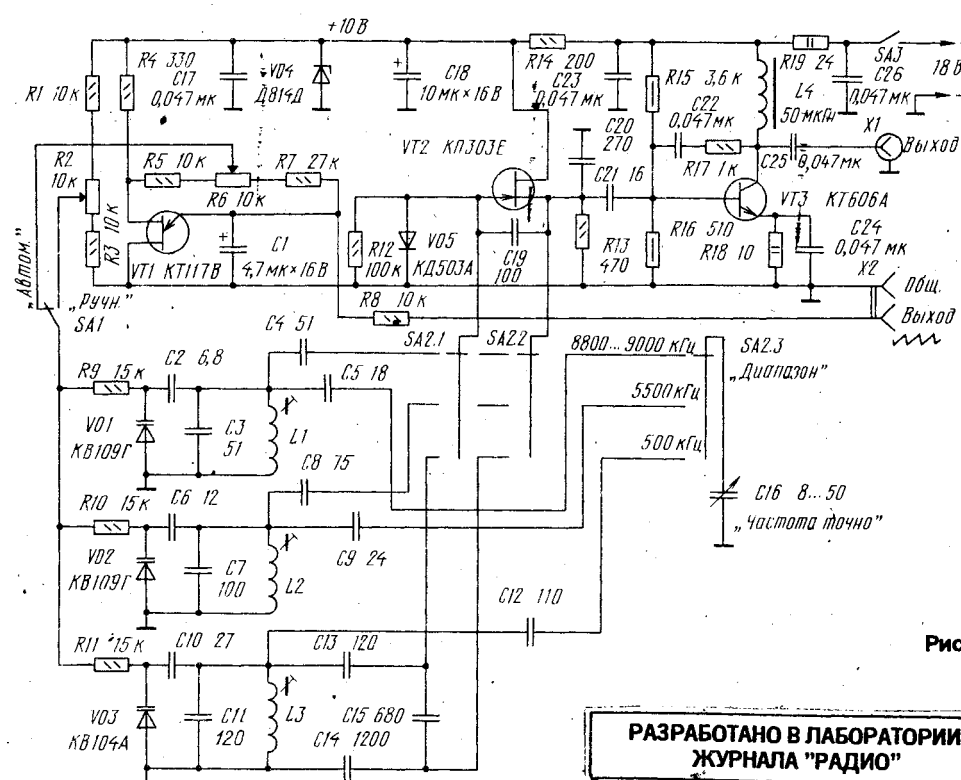 +10В
R4 330
C17
0,047 мк
VD4
Д814Д
C18
10 мк × 16 В
R14 200
C23
0,047 мк
R15 3,6 к
C22
0,047 мк
R19 24
L4
50 мкГн
C26
0,047 мк
SA3
18 В
R1 10 к
R2
10 к
R3 10 к
R5 10 к
R6 10 к
R7 27 к
VT1 КТ117В
C1
4,7 мк × 16 В
VT2 КП303Е
C20
270
C21 16
R17 1 к
C25 0,047 мк
X1
Выход
R12
100 к
VD5
КД503А
C19
100
R13
470
R16 510
R18 10
VT3
КТ606А
C24
0,047 мк
X2
Общ.
Выход
„Автом."
„Ручн."
SA1
R8 10 к
C4 51
SA2.1
SA2.2
8800...9000 кГц
SA2.3
„Диапазон"
R9 15 к
C2 6,8
C5 18
5500 кГц
VD1
КВ109Г
C3
51
L1
500 кГц
C8 75
R10 15 к
C6 12
C16 8...50
„Частота точно"
VD2
КВ109Г
C7
100
L2
C9 24
C12 110
R11 15 к
C10 27
C13 120
VD3
КВ104А
C11
120
L3
C15 680
C14 1200
Рис
РАЗРАБОТАНО В ЛАБОРАТОРИИ
ЖУРНАЛА "РАДИО"